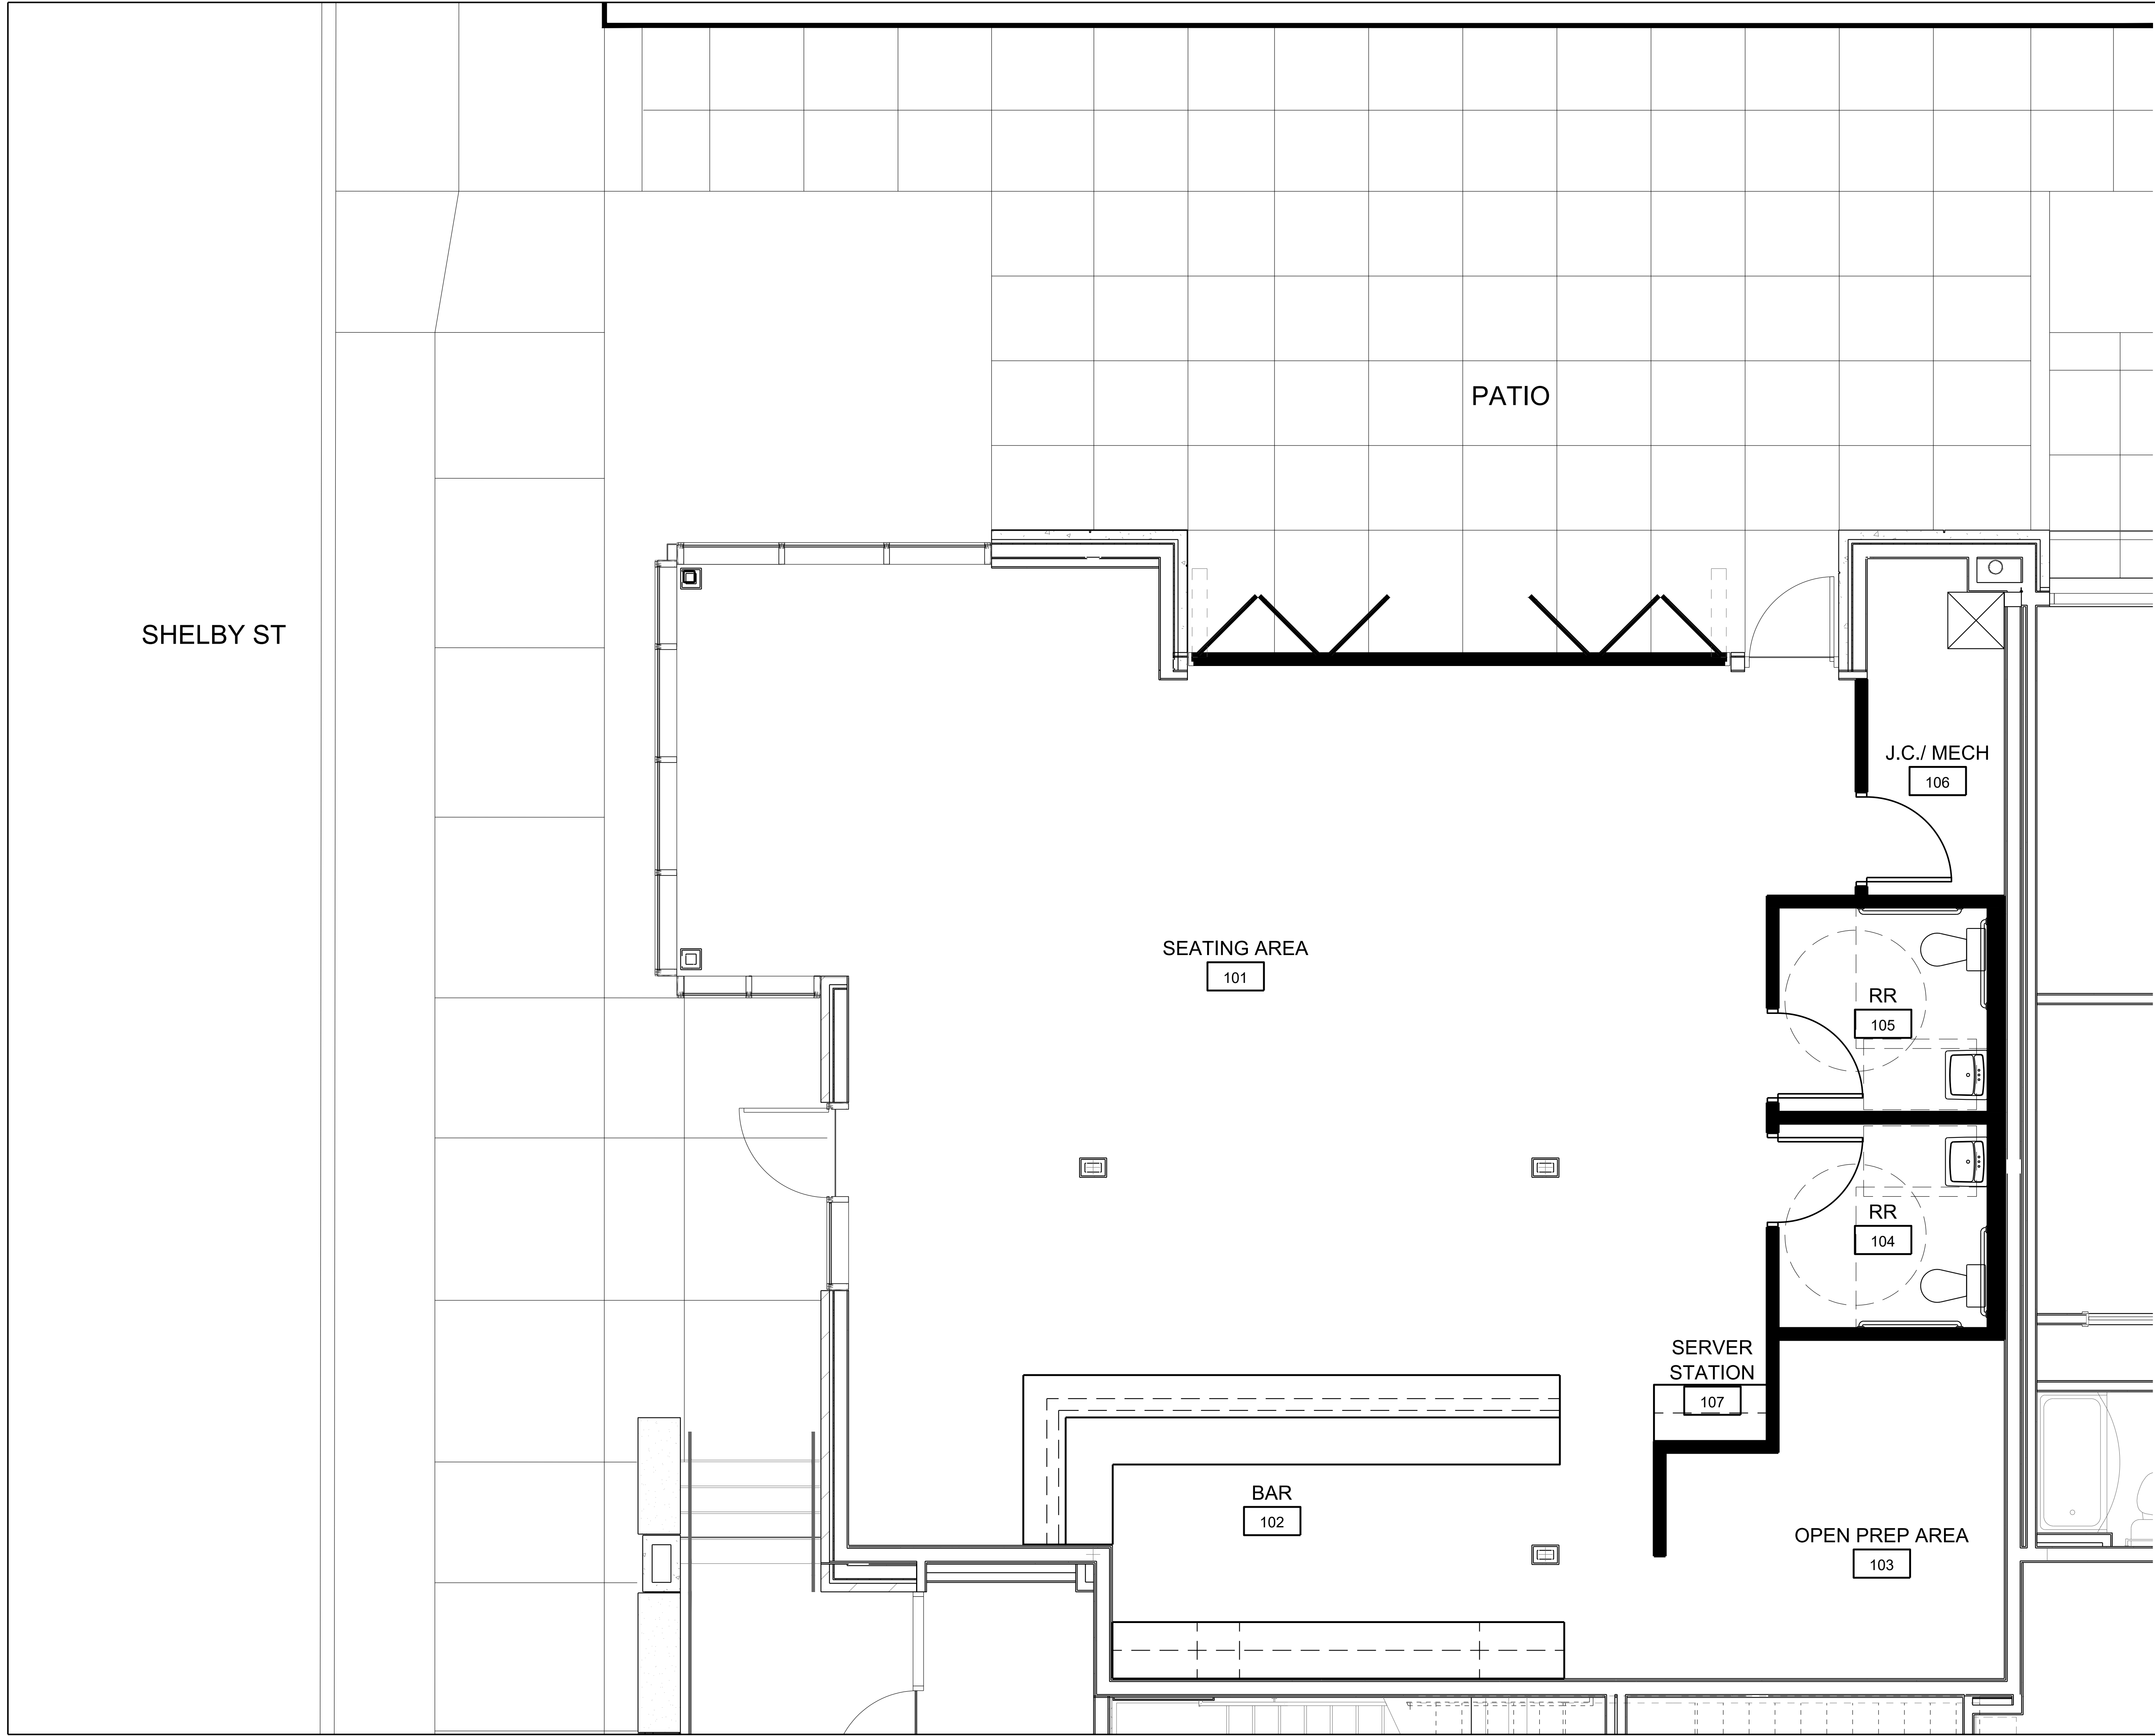 PATIO
SHELBY ST
J.C./ MECH
106
SEATING AREA
101
RR
105
RR
104
SERVER
STATION
107
BAR
102
OPEN PREP AREA
103